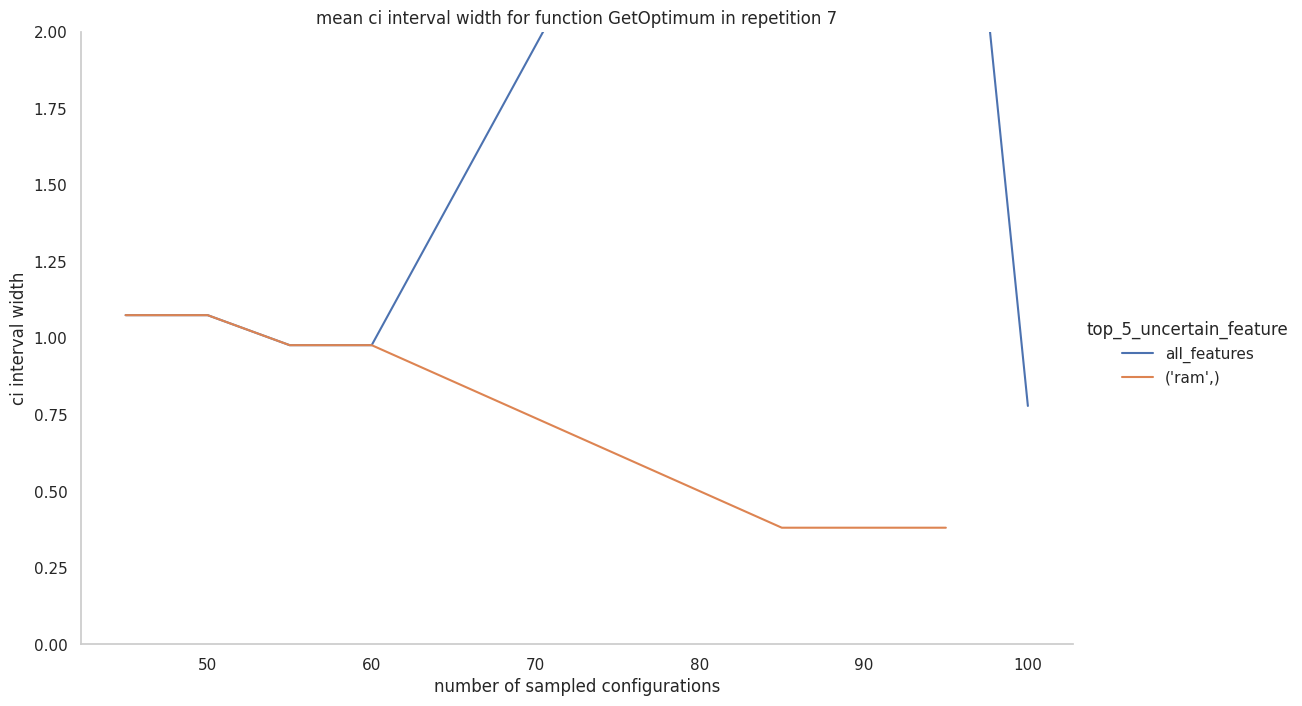 mean ci interval width for function GetOptimum in repetition 7
2.00
1.75
1.50
1.25
1.00
0.75
0.50
0.25
0.00
ci interval width
50
60
70
80
90
100
number of sampled configurations
top_5_uncertain_feature
all_features
('ram',)